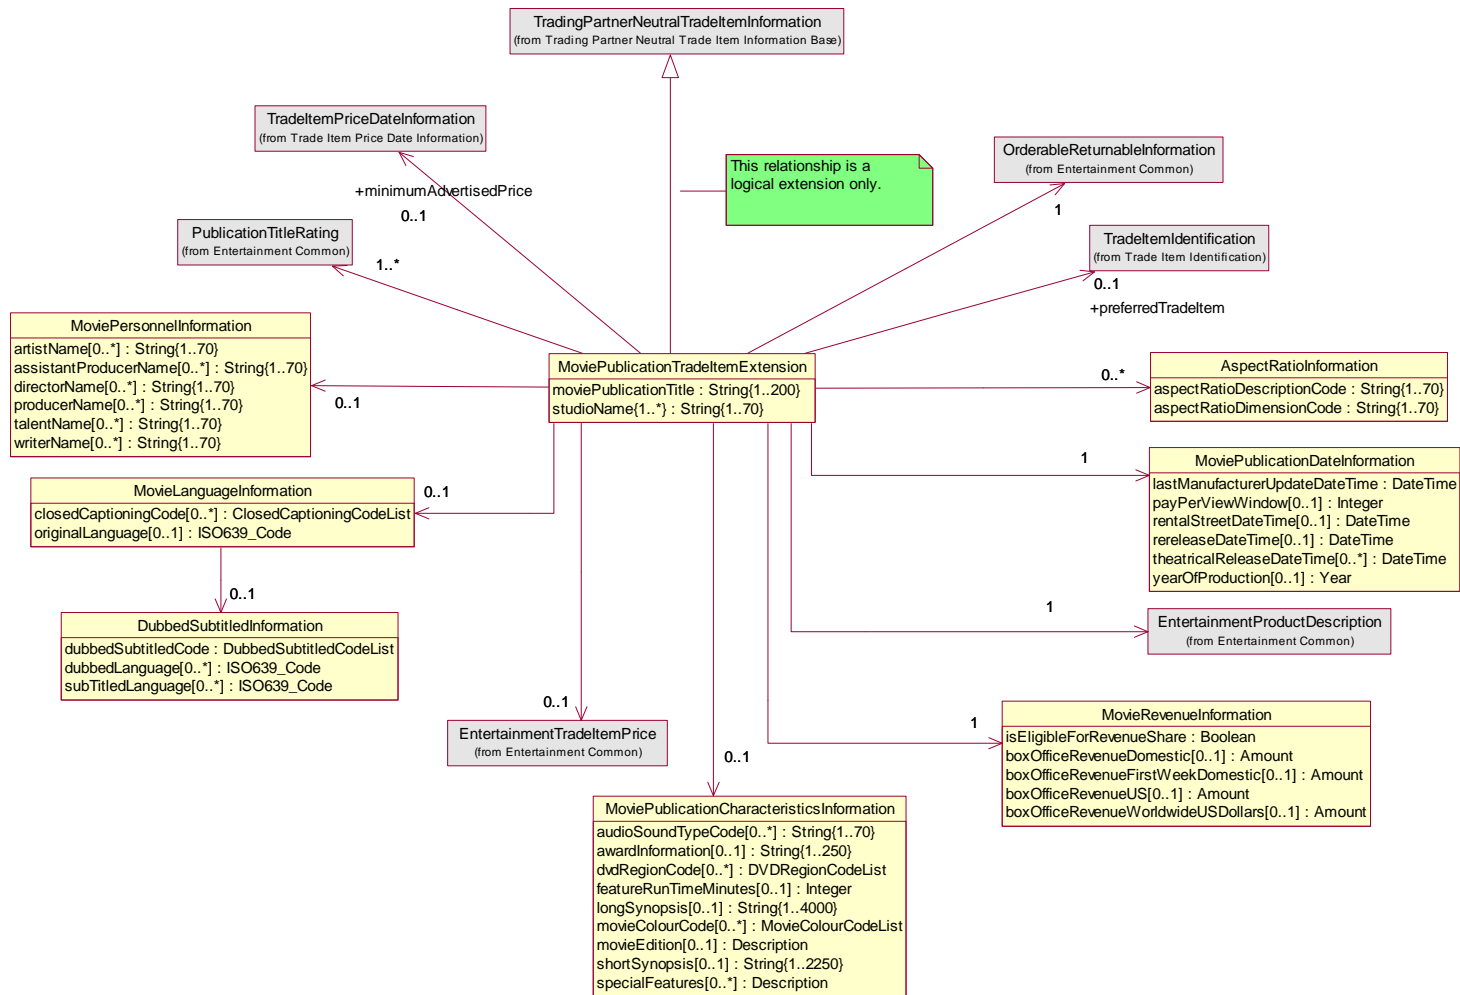 TradingPartnerNeutralTradeItemInformation
(from Trading Partner Neutral Trade Item Information Base)
TradeItemPriceDateInformation
(from Trade Item Price Date Information)
This relationship is a
logical extension only.
OrderableReturnableInformation
(from Entertainment Common)
+minimumAdvertisedPrice
0..1
1
PublicationTitleRating
(from Entertainment Common)
1..*
TradeItemIdentification
(from Trade Item Identification)
0..1
+preferredTradeItem
MoviePersonnelInformation
artistName[0..*] : String{1..70}
assistantProducerName[0..*] : String{1..70}
directorName[0..*] : String{1..70}
producerName[0..*] : String{1..70}
talentName[0..*] : String{1..70}
writerName[0..*] : String{1..70}
0..1
MoviePublicationTradeItemExtension
moviePublicationTitle : String{1..200}
studioName{1..*} : String{1..70}
0..*
AspectRatioInformation
aspectRatioDescriptionCode : String{1..70}
aspectRatioDimensionCode : String{1..70}
1
MoviePublicationDateInformation
lastManufacturerUpdateDateTime : DateTime
payPerViewWindow[0..1] : Integer
rentalStreetDateTime[0..1] : DateTime
rereleaseDateTime[0..1] : DateTime
theatricalReleaseDateTime[0..*] : DateTime
yearOfProduction[0..1] : Year
MovieLanguageInformation
closedCaptioningCode[0..*] : ClosedCaptioningCodeList
originalLanguage[0..1] : ISO639_Code
0..1
0..1
DubbedSubtitledInformation
dubbedSubtitledCode : DubbedSubtitledCodeList
dubbedLanguage[0..*] : ISO639_Code
subTitledLanguage[0..*] : ISO639_Code
1
EntertainmentProductDescription
(from Entertainment Common)
0..1
EntertainmentTradeItemPrice
(from Entertainment Common)
0..1
1
MovieRevenueInformation
isEligibleForRevenueShare : Boolean
boxOfficeRevenueDomestic[0..1] : Amount
boxOfficeRevenueFirstWeekDomestic[0..1] : Amount
boxOfficeRevenueUS[0..1] : Amount
boxOfficeRevenueWorldwideUSDollars[0..1] : Amount
MoviePublicationCharacteristicsInformation
audioSoundTypeCode[0..*] : String{1..70}
awardInformation[0..1] : String{1..250}
dvdRegionCode[0..*] : DVDRegionCodeList
featureRunTimeMinutes[0..1] : Integer
longSynopsis[0..1] : String{1..4000}
movieColourCode[0..*] : MovieColourCodeList
movieEdition[0..1] : Description
shortSynopsis[0..1] : String{1..2250}
specialFeatures[0..*] : Description